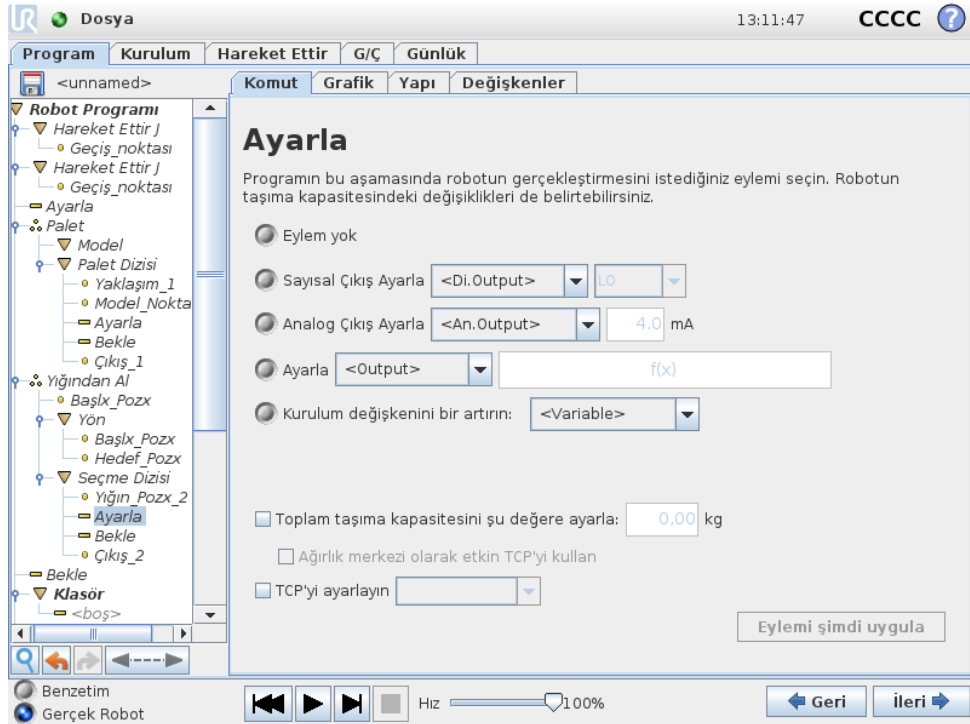 UR Dosya 13:11:47 CCCC ?
Program Kurulum Hareket Ettir G/Ç Günlük
<unnamed> Komut Grafik Yapı Değişkenler
Robot Programı
Hareket Ettir J
Geçiş_noktası
Hareket Ettir J
Geçiş_noktası
Ayarla
Palet
Model
Palet Dizisi
Yaklaşım_1
Model_Nokta
Ayarla
Bekle
Çıkış_1
Yığından Al
Başlx_Pozx
Yön
Başlx_Pozx
Hedef_Pozx
Seçme Dizisi
Yığın_Pozx_2
Ayarla
Bekle
Çıkış_2
Bekle
Klasör
<boş>
Ayarla
Programın bu aşamasında robotun gerçekleştirmesini istediğiniz eylemi seçin. Robotun
taşıma kapasitesindeki değişiklikleri de belirtebilirsiniz.
Eylem yok
Sayısal Çıkış Ayarla <Di.Output> LO
Analog Çıkış Ayarla <An.Output> 4.0 mA
Ayarla <Output> f(x)
Kurulum değişkenini bir artırın: <Variable>
Toplam taşıma kapasitesini şu değere ayarla: 0,00 kg
Ağırlık merkezi olarak etkin TCP'yi kullan
TCP'yi ayarlayın
Eylemi şimdi uygula
Benzetim
Gerçek Robot
Hız 100%
Geri İleri